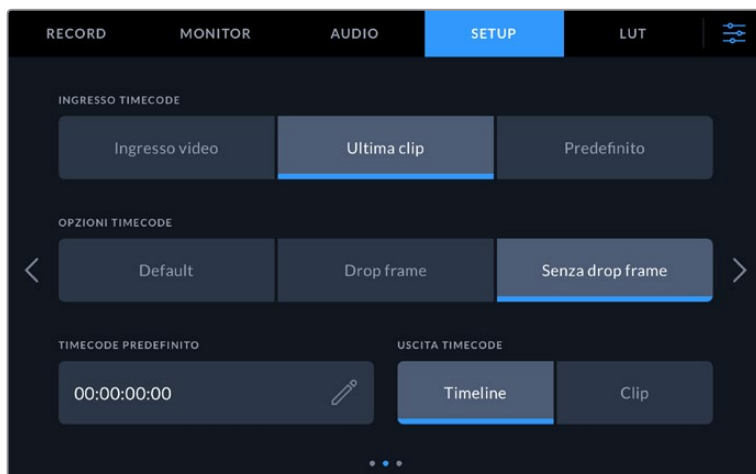 RECORD MONITOR AUDIO SETUP LUT
INGRESSO TIMECODE
Ingresso video Ultima clip Predefinito
OPZIONI TIMECODE
Default Drop frame Senza drop frame
TIMECODE PREDEFINITO USCITA TIMECODE
00:00:00:00 Timeline Clip